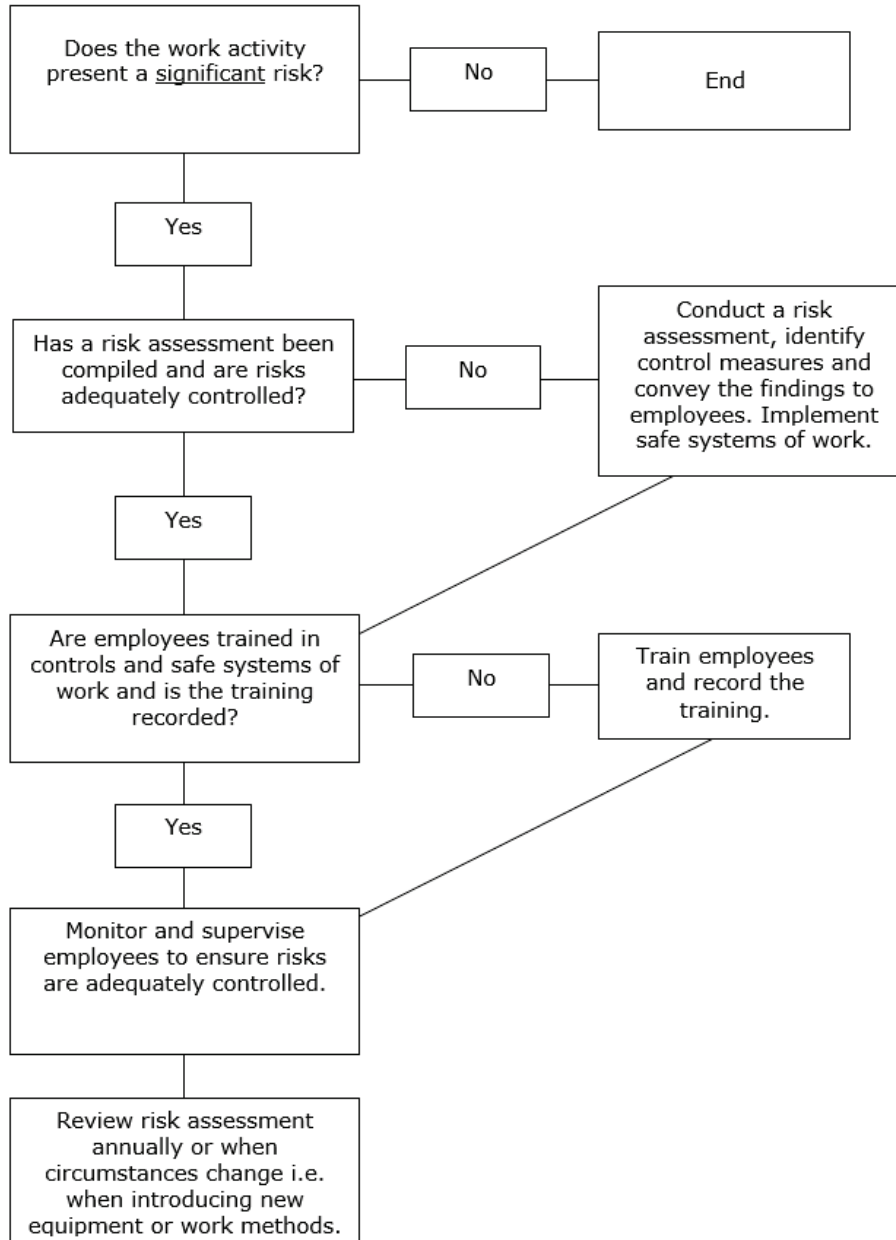 Does the work activity
present a significant risk?
No
End
Yes
Has a risk assessment been
compiled and are risks
adequately controlled?
No
Conduct a risk
assessment, identify
control measures and
convey the findings to
employees. Implement
safe systems of work.
Yes
Are employees trained in
controls and safe systems of
work and is the training
recorded?
No
Train employees
and record the
training.
Yes
Monitor and supervise
employees to ensure risks
are adequately controlled.
Review risk assessment
annually or when
circumstances change i.e.
when introducing new
equipment or work methods.